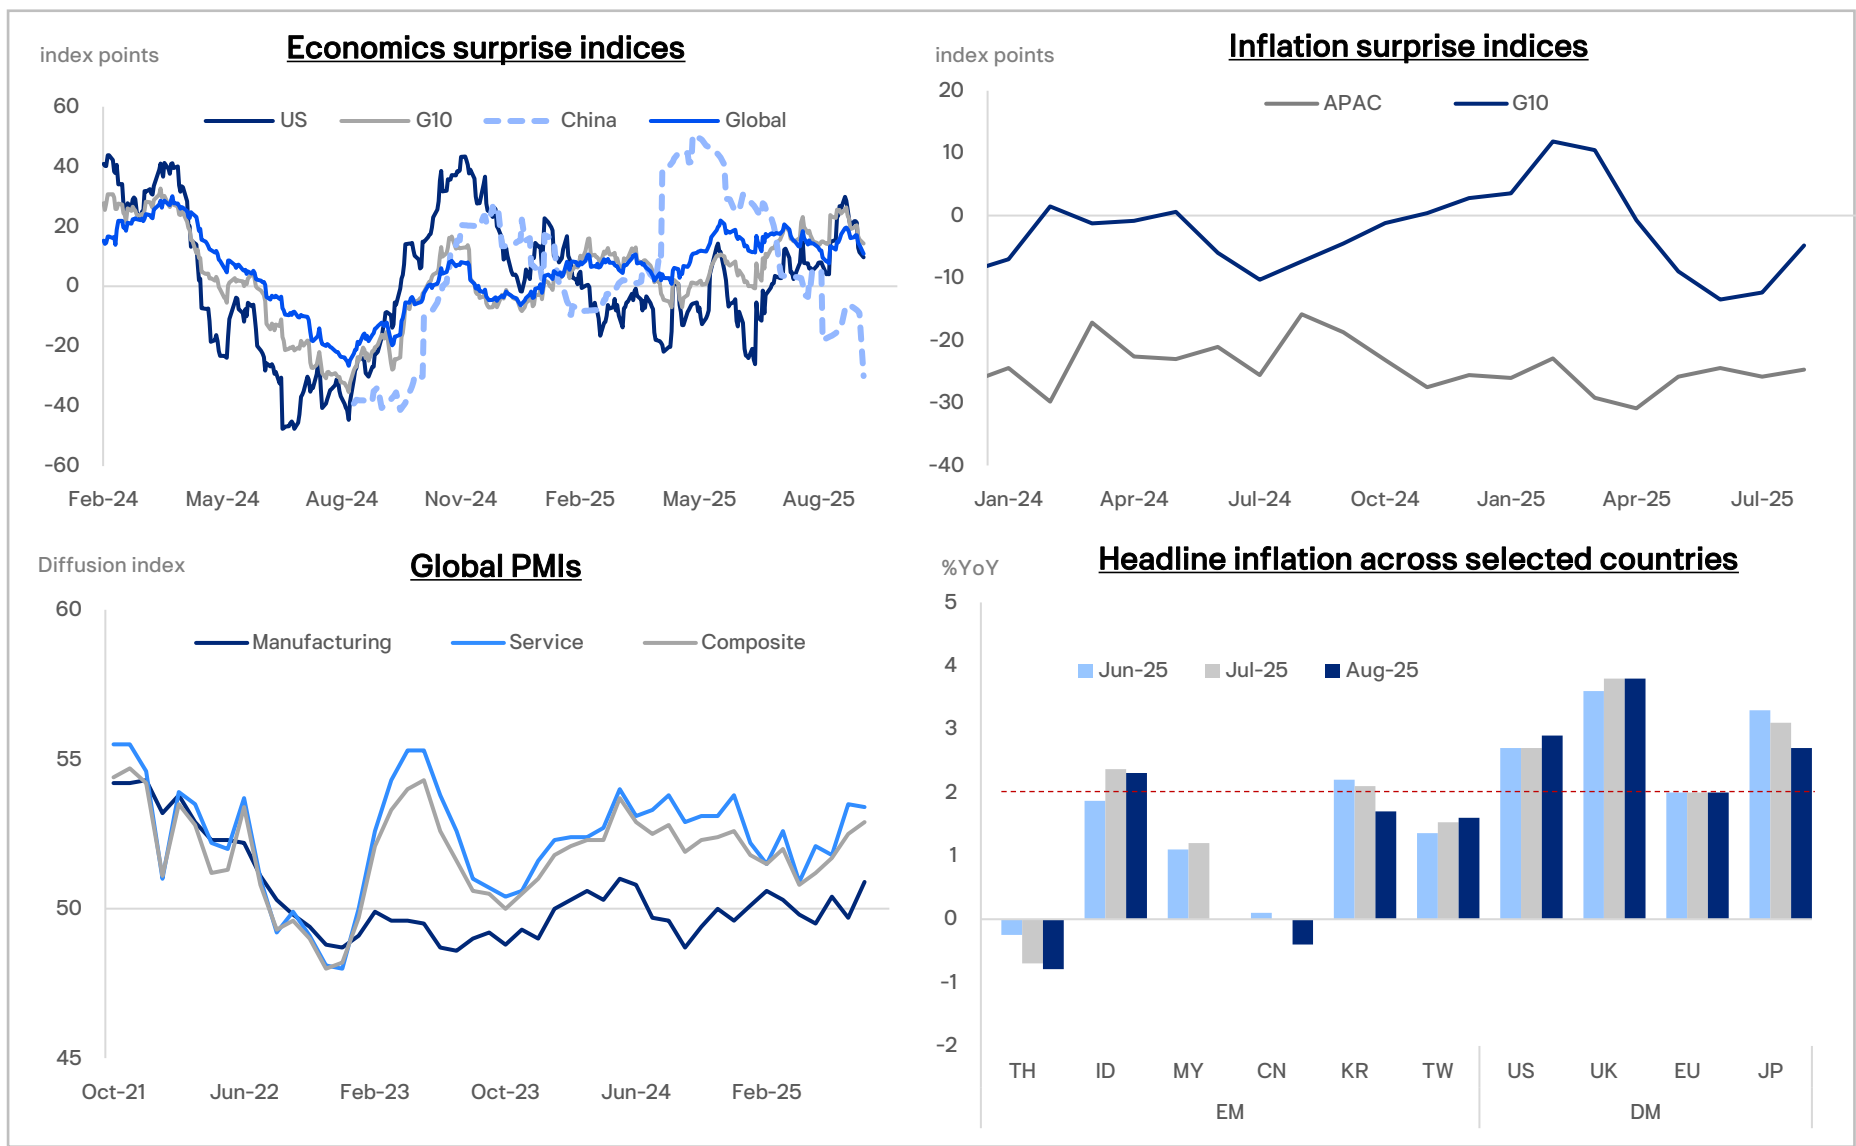 Economics surprise indices
index points
60
40
20
0
-20
-40
-60
US
G10
China
Global
Feb-24
May-24
Aug-24
Nov-24
Feb-25
May-25
Aug-25
Inflation surprise indices
index points
20
10
0
-10
-20
-30
-40
APAC
G10
Jan-24
Apr-24
Jul-24
Oct-24
Jan-25
Apr-25
Jul-25
Global PMIs
Diffusion index
60
55
50
45
Manufacturing
Service
Composite
Oct-21
Jun-22
Feb-23
Oct-23
Jun-24
Feb-25
Headline inflation across selected countries
%YoY
5
4
3
2
1
0
-1
-2
Jun-25
Jul-25
Aug-25
TH
ID
MY
CN
KR
TW
US
UK
EU
JP
EM
DM